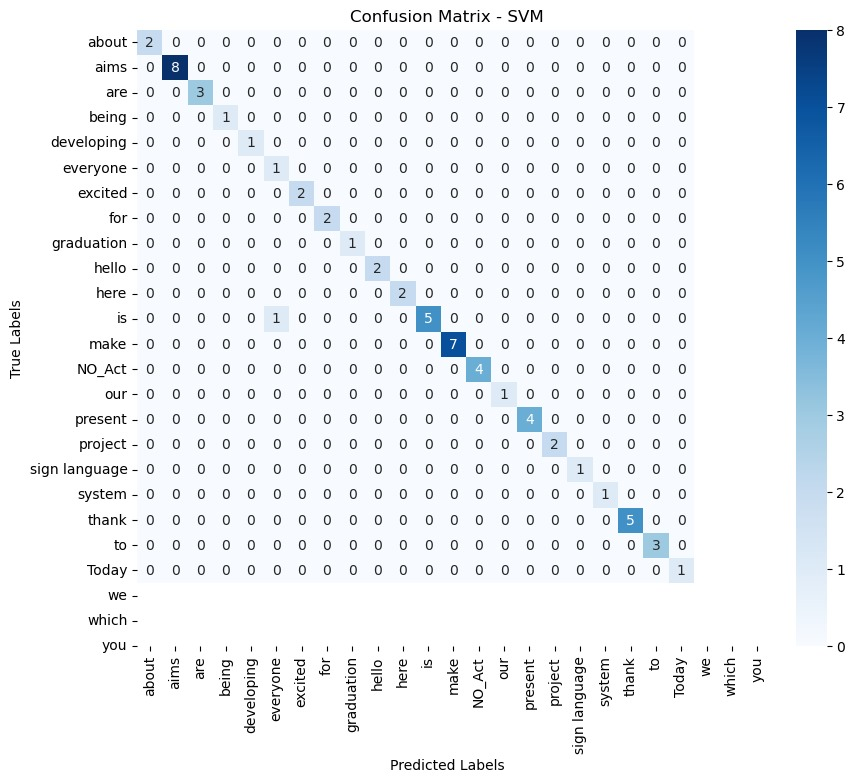 Confusion Matrix - SVM
True Labels
about 2 0 0 0 0 0 0 0 0 0 0 0 0 0 0 0 0 0 0 0 0 0
aims 0 8 0 0 0 0 0 0 0 0 0 0 0 0 0 0 0 0 0 0 0 0
are 0 0 3 0 0 0 0 0 0 0 0 0 0 0 0 0 0 0 0 0 0 0
being 0 0 0 1 0 0 0 0 0 0 0 0 0 0 0 0 0 0 0 0 0 0
developing 0 0 0 0 1 0 0 0 0 0 0 0 0 0 0 0 0 0 0 0 0 0
everyone 0 0 0 0 0 1 0 0 0 0 0 0 0 0 0 0 0 0 0 0 0 0
excited 0 0 0 0 0 0 2 0 0 0 0 0 0 0 0 0 0 0 0 0 0 0
for 0 0 0 0 0 0 0 2 0 0 0 0 0 0 0 0 0 0 0 0 0 0
graduation 0 0 0 0 0 0 0 0 1 0 0 0 0 0 0 0 0 0 0 0 0 0
hello 0 0 0 0 0 0 0 0 0 2 0 0 0 0 0 0 0 0 0 0 0 0
here 0 0 0 0 0 0 0 0 0 0 2 0 0 0 0 0 0 0 0 0 0 0
is 0 0 0 0 0 1 0 0 0 0 0 5 0 0 0 0 0 0 0 0 0 0
make 0 0 0 0 0 0 0 0 0 0 0 0 7 0 0 0 0 0 0 0 0 0
NO_Act 0 0 0 0 0 0 0 0 0 0 0 0 0 4 0 0 0 0 0 0 0 0
our 0 0 0 0 0 0 0 0 0 0 0 0 0 0 1 0 0 0 0 0 0 0
present 0 0 0 0 0 0 0 0 0 0 0 0 0 0 0 4 0 0 0 0 0 0
project 0 0 0 0 0 0 0 0 0 0 0 0 0 0 0 0 2 0 0 0 0 0
sign language 0 0 0 0 0 0 0 0 0 0 0 0 0 0 0 0 0 1 0 0 0 0
system 0 0 0 0 0 0 0 0 0 0 0 0 0 0 0 0 0 0 1 0 0 0
thank 0 0 0 0 0 0 0 0 0 0 0 0 0 0 0 0 0 0 0 5 0 0
to 0 0 0 0 0 0 0 0 0 0 0 0 0 0 0 0 0 0 0 0 3 0
Today 0 0 0 0 0 0 0 0 0 0 0 0 0 0 0 0 0 0 0 0 0 1
we
which
you
about
aims
are
being
developing
everyone
excited
for
graduation
hello
here
is
make
NO_Act
our
present
project
sign language
system
thank
to
Today
we
which
you
Predicted Labels
8
7
6
5
4
3
2
1
0